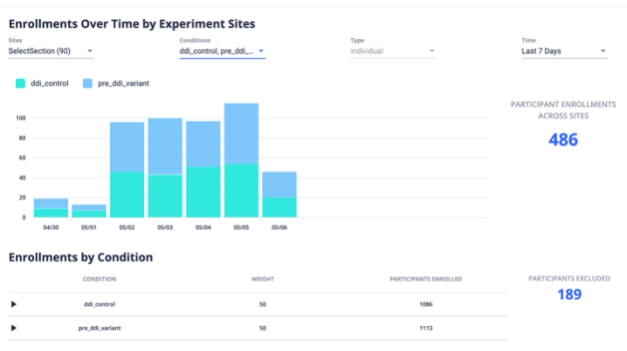 Enrollments Over Time by Experiment Sites
Sites
SelectSection (90)
Conditions
ddi_control, pre_ddi_...
Type
individual
Time
Last 7 Days
ddi_control
pre_ddi_variant
100
80
60
40
20
0
04/30
05/01
05/02
05/03
05/04
05/05
05/06
PARTICIPANT ENROLLMENTS
ACROSS SITES
486
Enrollments by Condition
CONDITION
WEIGHT
PARTICIPANTS ENROLLED
ddi_control
50
1086
pre_ddi_variant
50
1113
PARTICIPANTS EXCLUDED
189